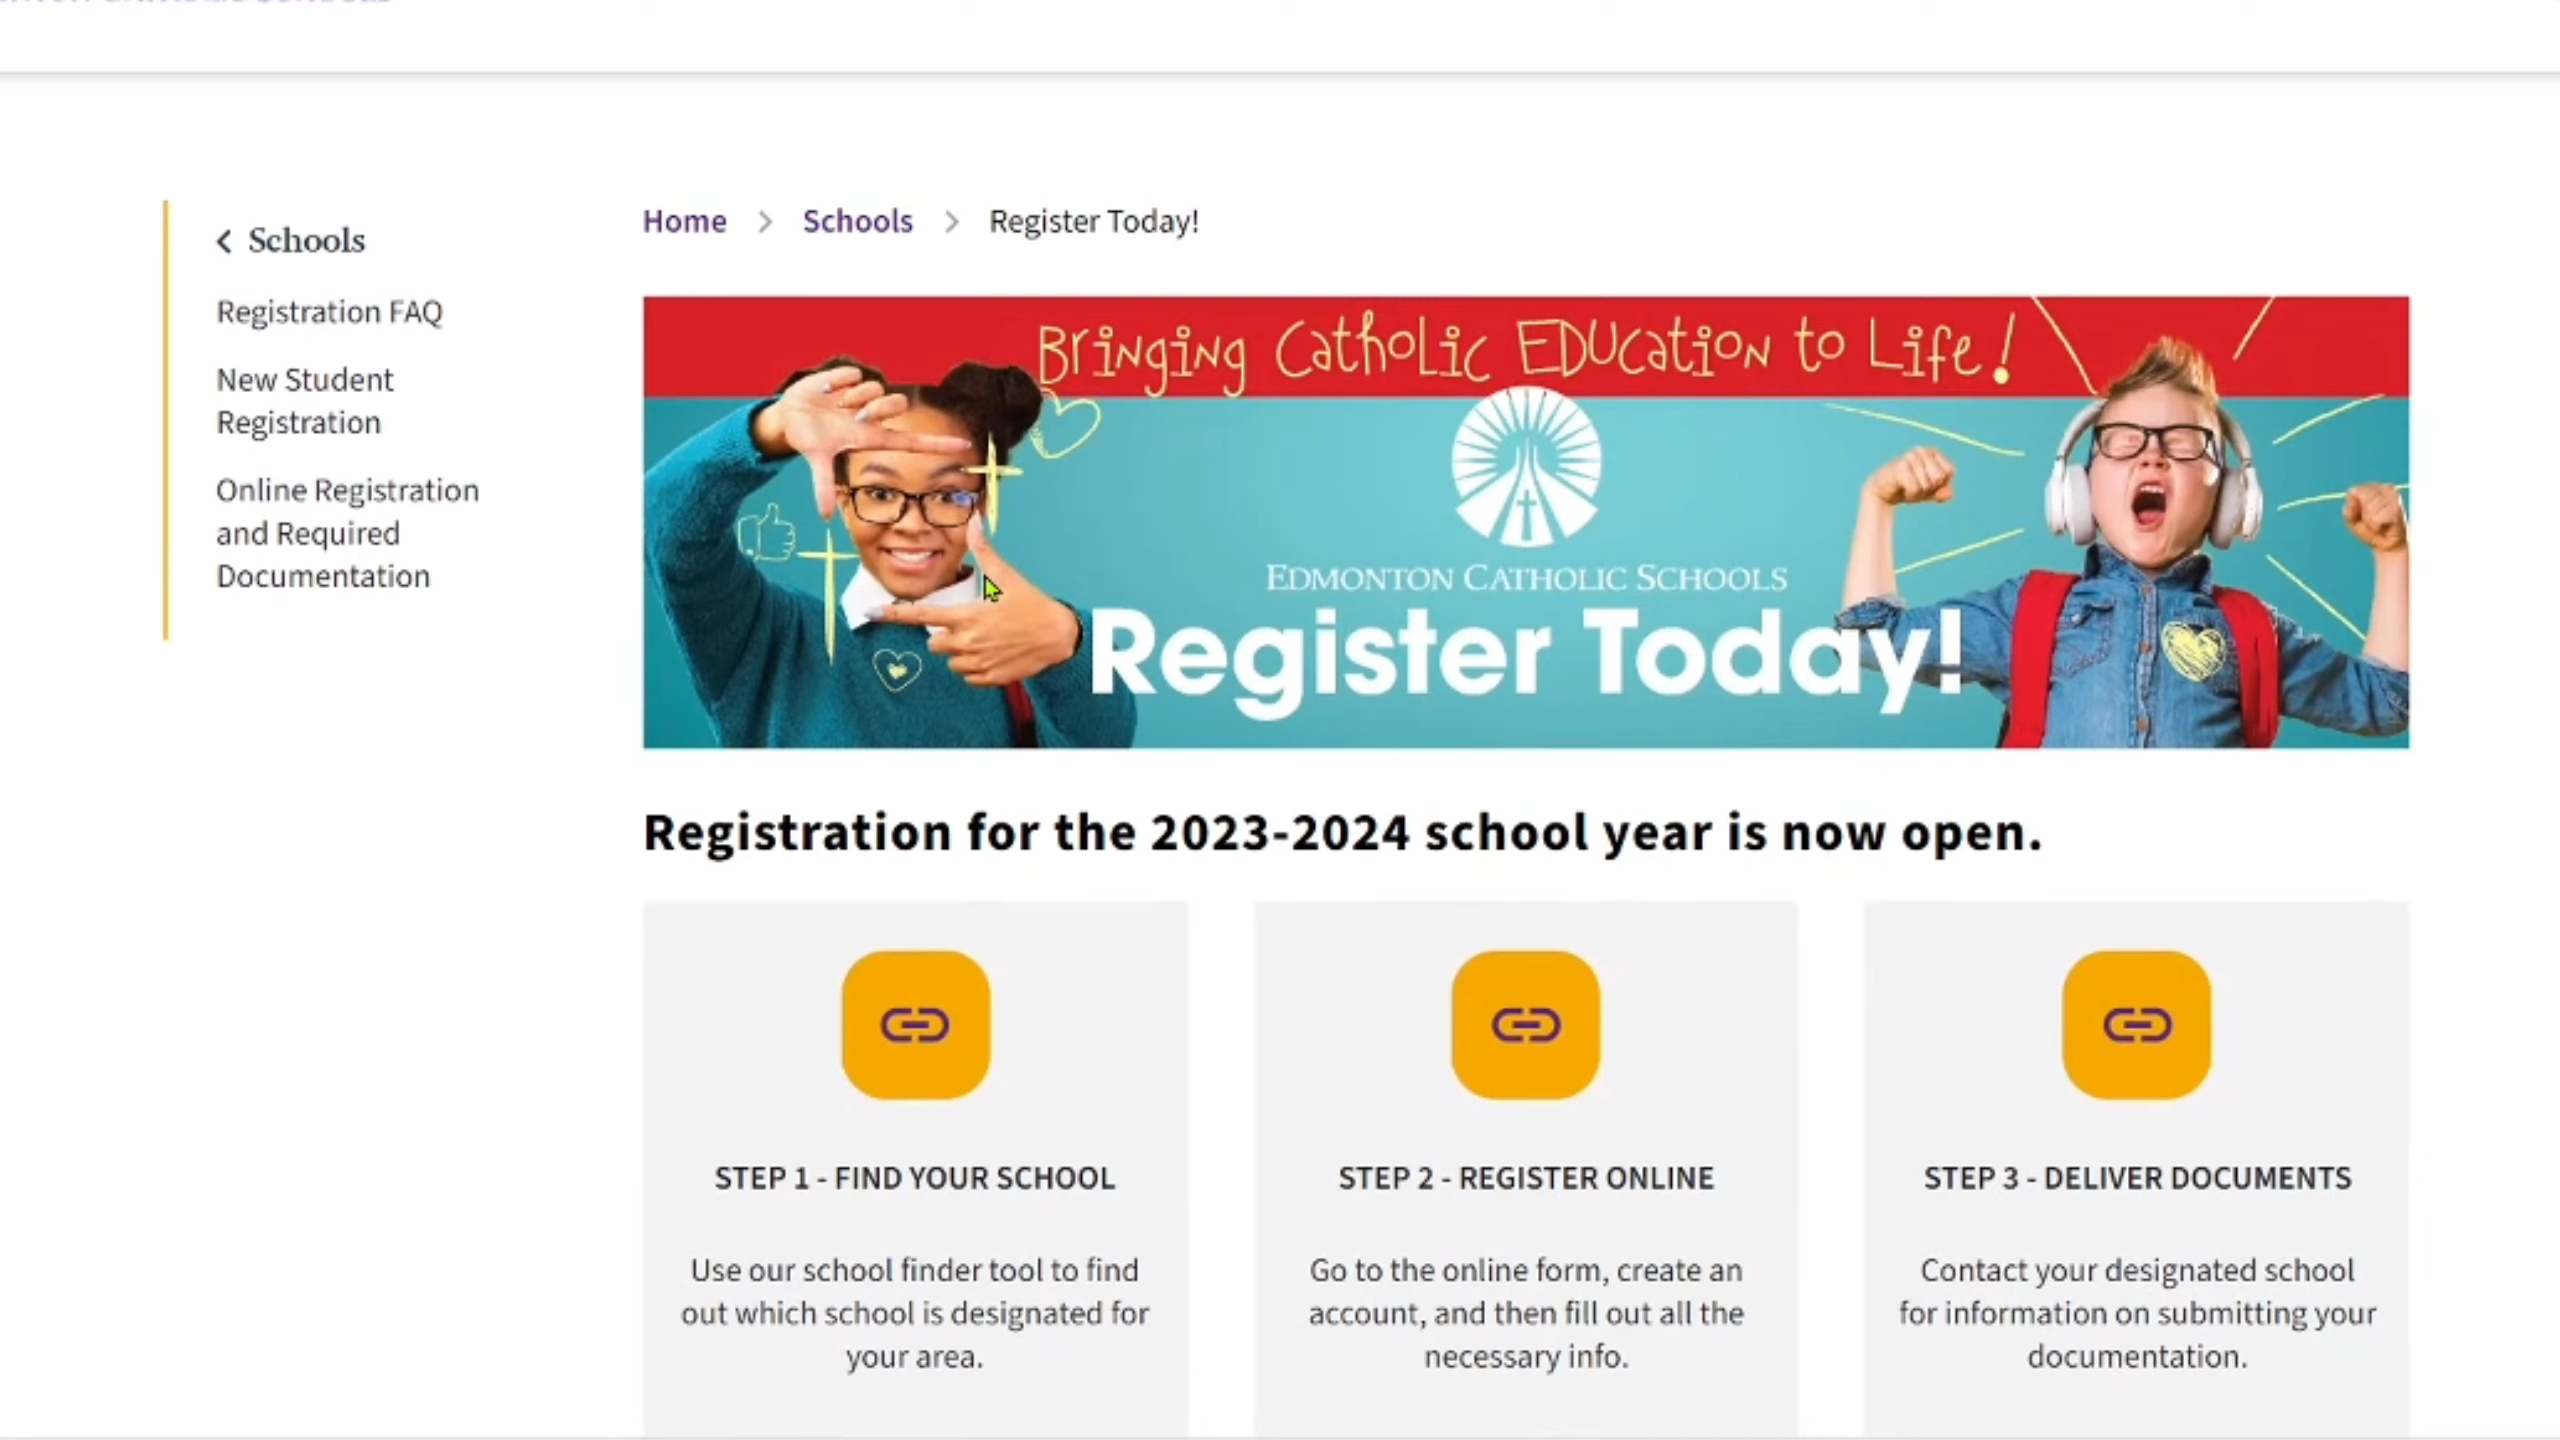 Schools
Registration FAQ
New Student
Registration
Online Registration
and Required
Documentation
Home > Schools > Register Today!
Bringing Catholic EDUcation to Life!
EDMONTON CATHOLIC SCHOOLS
Register Today!
Registration for the 2023-2024 school year is now open.
STEP 1 - FIND YOUR SCHOOL
Use our school finder tool to find
out which school is designated for
your area.
STEP 2 - REGISTER ONLINE
Go to the online form, create an
account, and then fill out all the
necessary info.
STEP 3 - DELIVER DOCUMENTS
Contact your designated school
for information on submitting your
documentation.